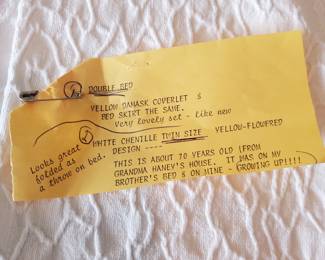 ① DOUBLE BED
YELLOW DAMASK COVERLET &
BED SKIRT THE SAME.
Very lovely set - Like new
② WHITE CHENILLE TWIN SIZE YELLOW-FLOWERED
DESIGN ----
THIS IS ABOUT 70 YEARS OLD (FROM
GRANDMA HANEY'S HOUSE. IT WAS ON MY
BROTHER'S BED & ON MINE - GROWING UP!!!!
Looks great
folded as
a throw on bed.